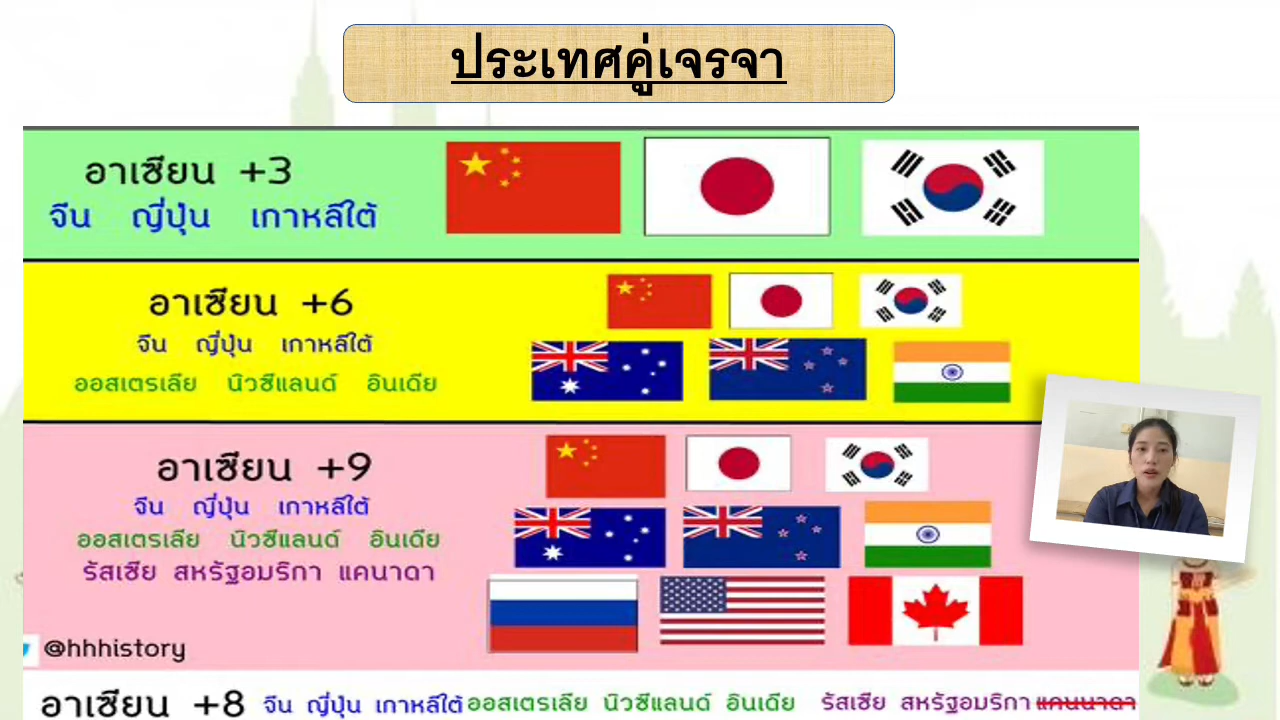 ประเทศคู่เจรจา
อาเซียน +3
จีน ญี่ปุ่น เกาหลีใต้
อาเซียน +6
จีน ญี่ปุ่น เกาหลีใต้
ออสเตรเลีย นิวซีแลนด์ อินเดีย
อาเซียน +9
จีน ญี่ปุ่น เกาหลีใต้
ออสเตรเลีย นิวซีแลนด์ อินเดีย
รัสเซีย สหรัฐอมริกา แคนาดา
@hhhistory
อาเซียน +8 จีน ญี่ปุ่น เกาหลีใต้ ออสเตรเลีย นิวซีแลนด์ อินเดีย รัสเซีย สหรัฐอมริกา แคนนาดา